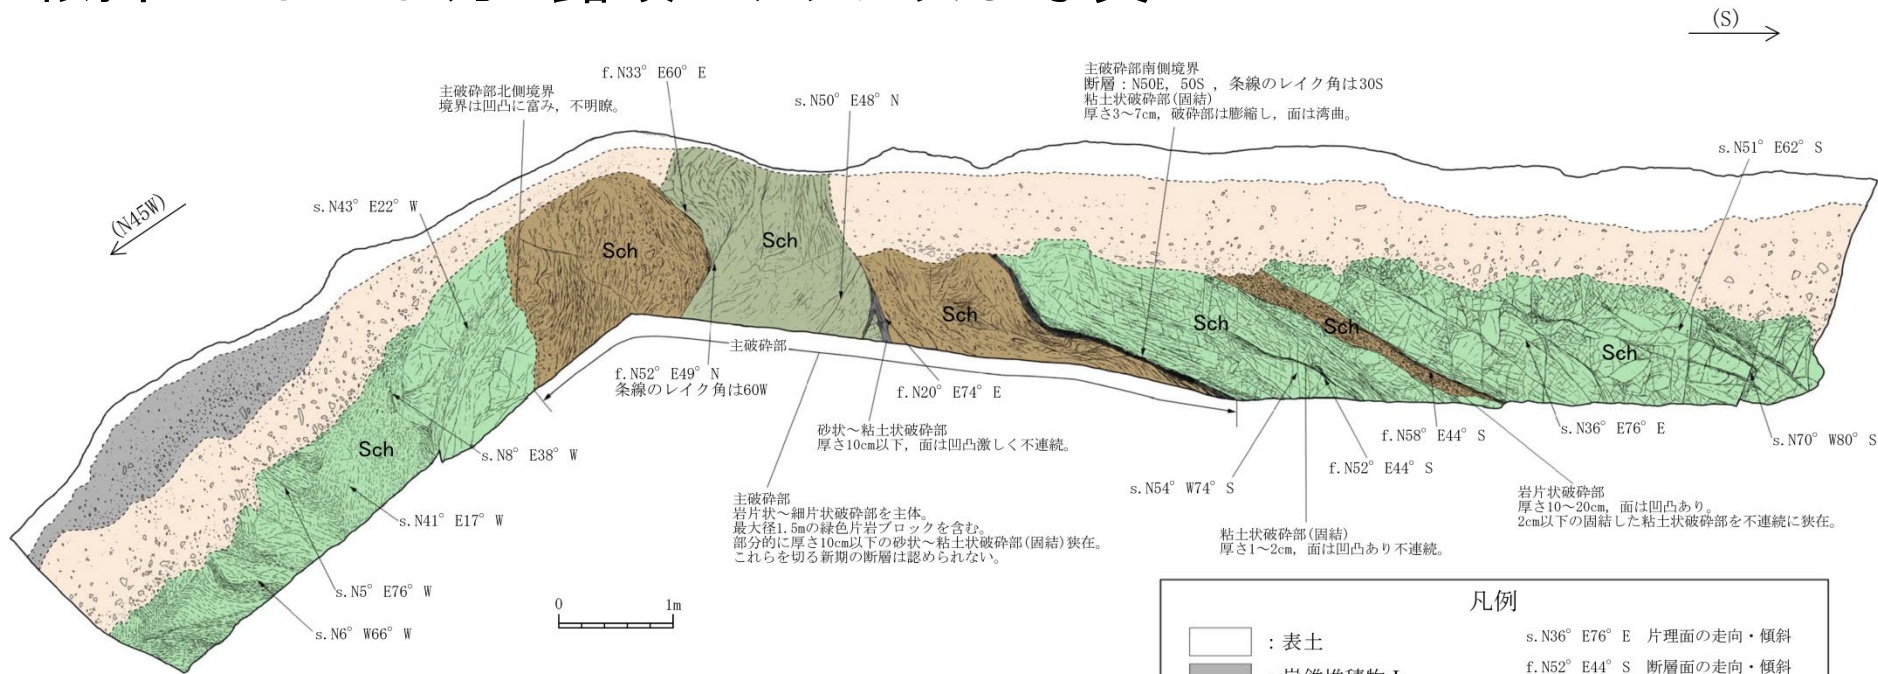 (S)
f.N33° E60° E
主破砕部北側境界
境界は凹凸に富み，不明瞭。
s.N50° E48° N
主破砕部南側境界
断層：N50E, 50S ，条線のレイク角は30S
粘土状破砕部(固結)
厚さ3～7cm, 破砕部は膨縮し，面は湾曲。
s.N51° E62° S
(N45W)
s.N43° E22° W
Sch
Sch
Sch
Sch
Sch
Sch
Sch
主破砕部
f.N52° E49° N
条線のレイク角は60W
f.N20° E74° E
砂状～粘土状破砕部
厚さ10cm以下，面は凹凸激しく不連続。
s.N8° E38° W
s.N41° E17° W
s.N5° E76° W
s.N6° W66° W
主破砕部
岩片状～細片状破砕部を主体。
最大径1.5mの緑色片岩ブロックを含む。
部分的に厚さ10cm以下の砂状～粘土状破砕部(固結)狭在。
これらを切る新期の断層は認められない。
s.N54° W74° S
f.N52° E44° S
f.N58° E44° S
s.N36° E76° E
s.N70° W80° S
粘土状破砕部(固結)
厚さ1～2cm, 面は凹凸あり不連続。
岩片状破砕部
厚さ10～20cm, 面は凹凸あり。
2cm以下の固結した粘土状破砕部を不連続に狭在。
0 1m
凡例
：表土
s.N36° E76° E 片理面の走向・傾斜
f.N52° E44° S 断層面の走向・傾斜